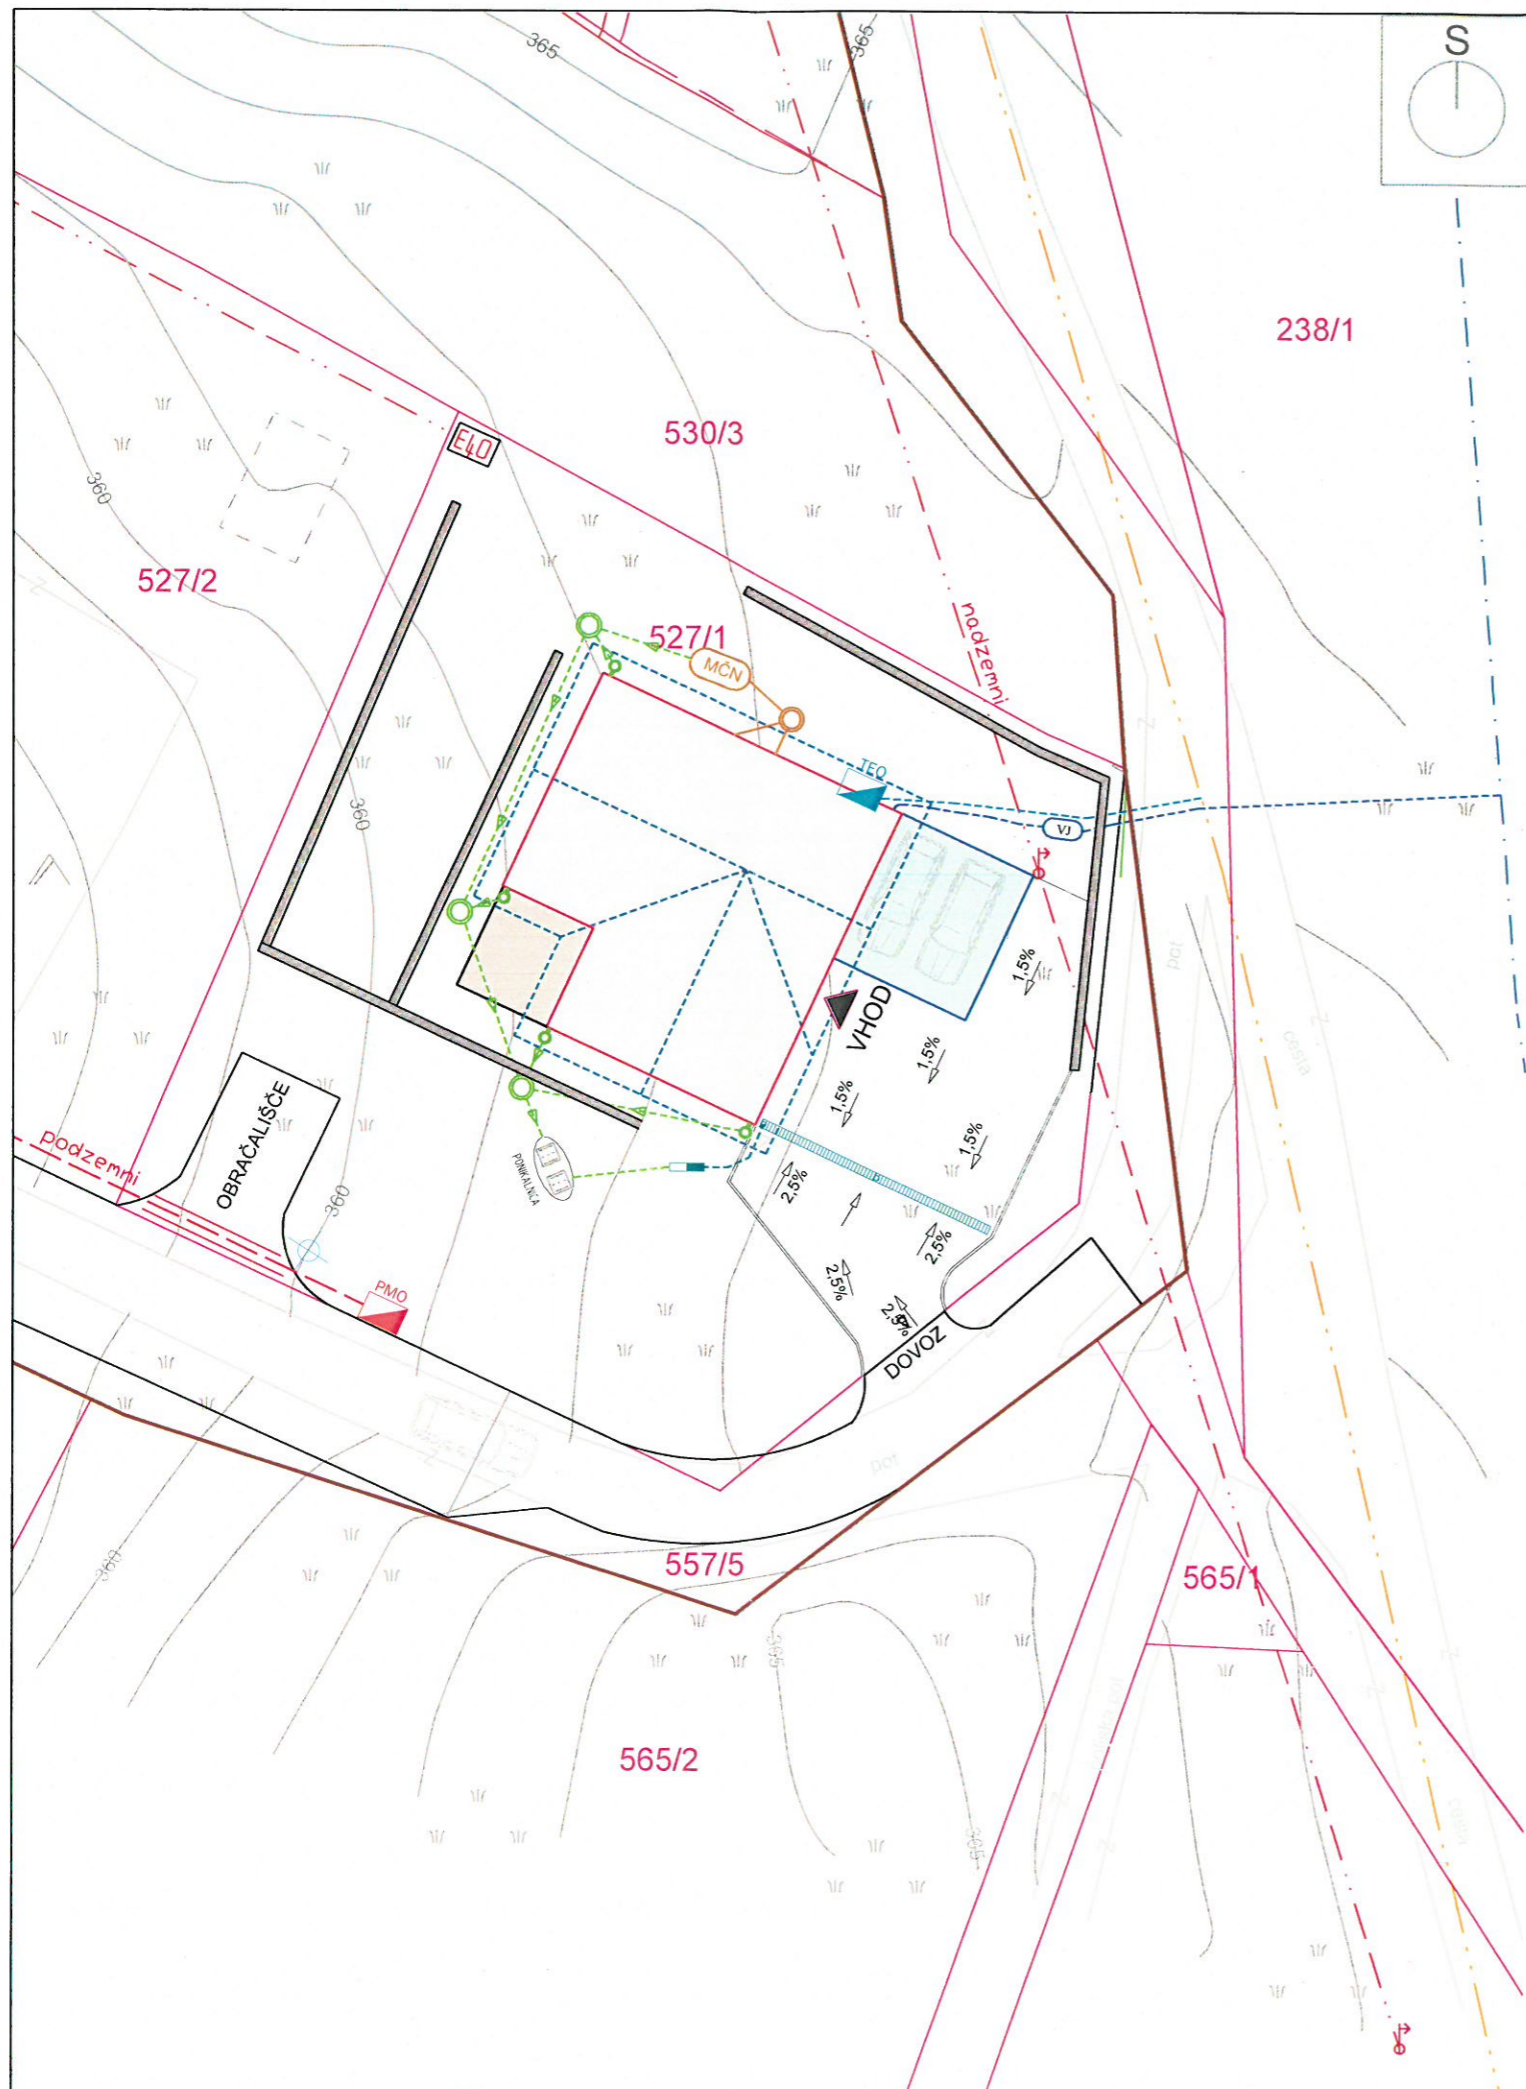 S
365
365
238/1
530/3
E40
360
527/2
nadzemni
527/1
MČN
TEO
VJ
360
1,5%
pot
VHOD
1,5%
cesta
1,5%
OBRAČALIŠČE
1,5%
podzemni
PONIKALNICA
2,5%
360
2,5%
2,5%
PMO
2,5%
DOVOZ
pot
557/5
565/1
360
365
565/2
365
cesta